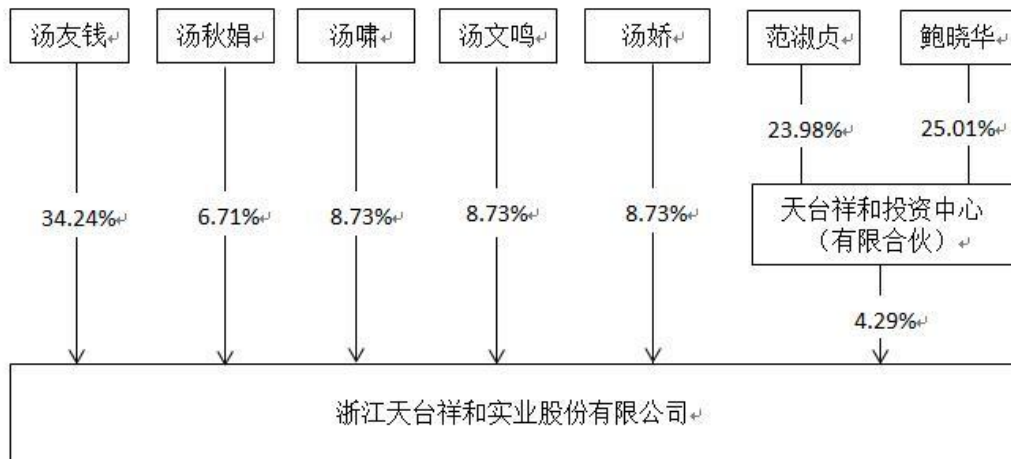 汤友钱
汤秋娟
汤啸
汤文鸣
汤娇
范淑贞
鲍晓华
23.98%
25.01%
34.24%
6.71%
8.73%
8.73%
8.73%
天台祥和投资中心
（有限合伙）
4.29%
浙江天台祥和实业股份有限公司